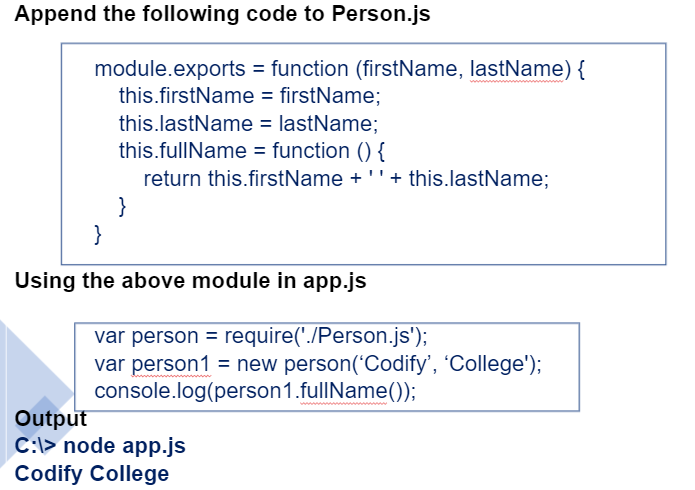 Append the following code to Person.js
module.exports = function (firstName, lastName) {
this.firstName = firstName;
this.lastName = lastName;
this.fullName = function () {
return this.firstName + ' ' + this.lastName;
}
}
Using the above module in app.js
var person = require('./Person.js');
var person1 = new person(‘Codify’, ‘College');
console.log(person1.fullName());
Output
C:\> node app.js
Codify College